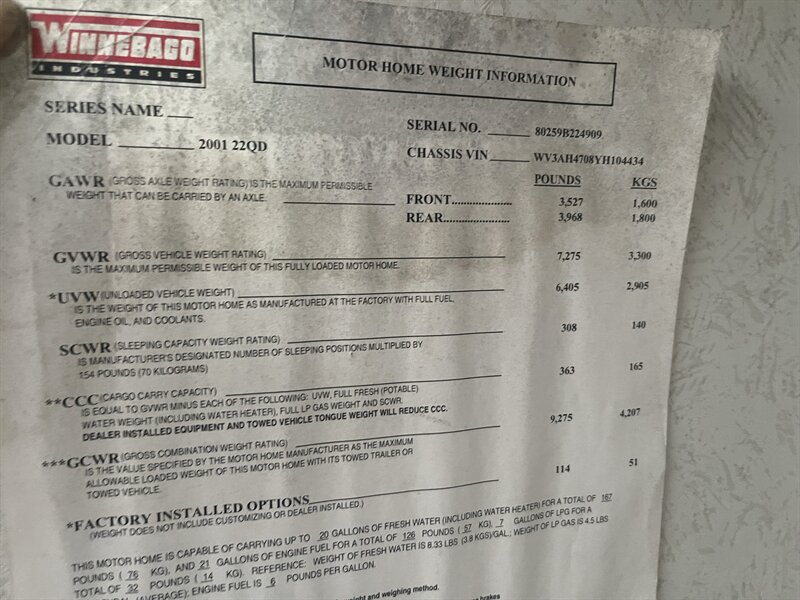 WINNEBAGO
INDUSTRIES
MOTOR HOME WEIGHT INFORMATION
SERIES NAME ___
SERIAL NO. ______ 80259B224909
MODEL ________ 2001 22QD
CHASSIS VIN ______ WV3AH4708YH104434
POUNDS KGS
GAWR (GROSS AXLE WEIGHT RATING) IS THE MAXIMUM PERMISSIBLE
WEIGHT THAT CAN BE CARRIED BY AN AXLE.
FRONT..................... 3,527 1,600
REAR....................... 3,968 1,800
GVWR (GROSS VEHICLE WEIGHT RATING) 7,275 3,300
IS THE MAXIMUM PERMISSIBLE WEIGHT OF THIS FULLY LOADED MOTOR HOME.
*UVW (UNLOADED VEHICLE WEIGHT) 6,405 2,905
IS THE WEIGHT OF THIS MOTOR HOME AS MANUFACTURED AT THE FACTORY WITH FULL FUEL,
ENGINE OIL, AND COOLANTS.
SCWR (SLEEPING CAPACITY WEIGHT RATING) 308 140
IS MANUFACTURER'S DESIGNATED NUMBER OF SLEEPING POSITIONS MULTIPLIED BY
154 POUNDS (70 KILOGRAMS)
**CCC (CARGO CARRY CAPACITY) 363 165
IS EQUAL TO GVWR MINUS EACH OF THE FOLLOWING: UVW, FULL FRESH (POTABLE)
WATER WEIGHT (INCLUDING WATER HEATER), FULL LP GAS WEIGHT AND SCWR.
DEALER INSTALLED EQUIPMENT AND TOWED VEHICLE TONGUE WEIGHT WILL REDUCE CCC.
***GCWR (GROSS COMBINATION WEIGHT RATING) 9,275 4,207
IS THE VALUE SPECIFIED BY THE MOTOR HOME MANUFACTURER AS THE MAXIMUM
ALLOWABLE LOADED WEIGHT OF THIS MOTOR HOME WITH ITS TOWED TRAILER OR
TOWED VEHICLE.
*FACTORY INSTALLED OPTIONS 114 51
(WEIGHT DOES NOT INCLUDE CUSTOMIZING OR DEALER INSTALLED.)
THIS MOTOR HOME IS CAPABLE OF CARRYING UP TO 20 GALLONS OF FRESH WATER (INCLUDING WATER HEATER) FOR A TOTAL OF 167
POUNDS ( 76 KG), AND 21 GALLONS OF ENGINE FUEL FOR A TOTAL OF 126 POUNDS ( 57 KG), 7 GALLONS OF LPG FOR A
TOTAL OF 32 POUNDS ( 14 KG). REFERENCE: WEIGHT OF FRESH WATER IS 8.33 LBS (3.8 KGS)/GAL; WEIGHT OF LP GAS IS 4.5 LBS
(AVERAGE); ENGINE FUEL IS 6 POUNDS PER GALLON.
weight and weighing method.
brakes